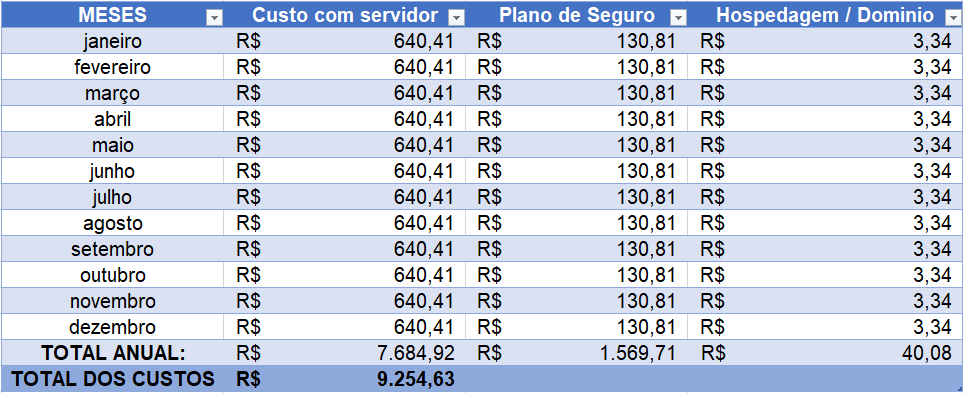 MESES Custo com servidor Plano de Seguro Hospedagem / Dominio
janeiro R$ 640,41 R$ 130,81 R$ 3,34
fevereiro R$ 640,41 R$ 130,81 R$ 3,34
março R$ 640,41 R$ 130,81 R$ 3,34
abril R$ 640,41 R$ 130,81 R$ 3,34
maio R$ 640,41 R$ 130,81 R$ 3,34
junho R$ 640,41 R$ 130,81 R$ 3,34
julho R$ 640,41 R$ 130,81 R$ 3,34
agosto R$ 640,41 R$ 130,81 R$ 3,34
setembro R$ 640,41 R$ 130,81 R$ 3,34
outubro R$ 640,41 R$ 130,81 R$ 3,34
novembro R$ 640,41 R$ 130,81 R$ 3,34
dezembro R$ 640,41 R$ 130,81 R$ 3,34
TOTAL ANUAL: R$ 7.684,92 R$ 1.569,71 R$ 40,08
TOTAL DOS CUSTOS R$ 9.254,63